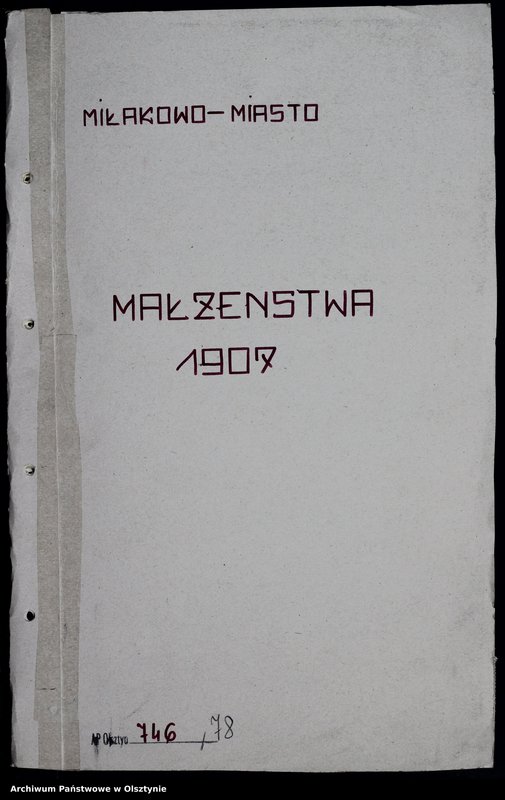 MIŁAKOWO-MIASTO
MAŁŻENSTWA
1907
AP Olsztyn 746,78
Archiwum Państwowe w Olsztynie